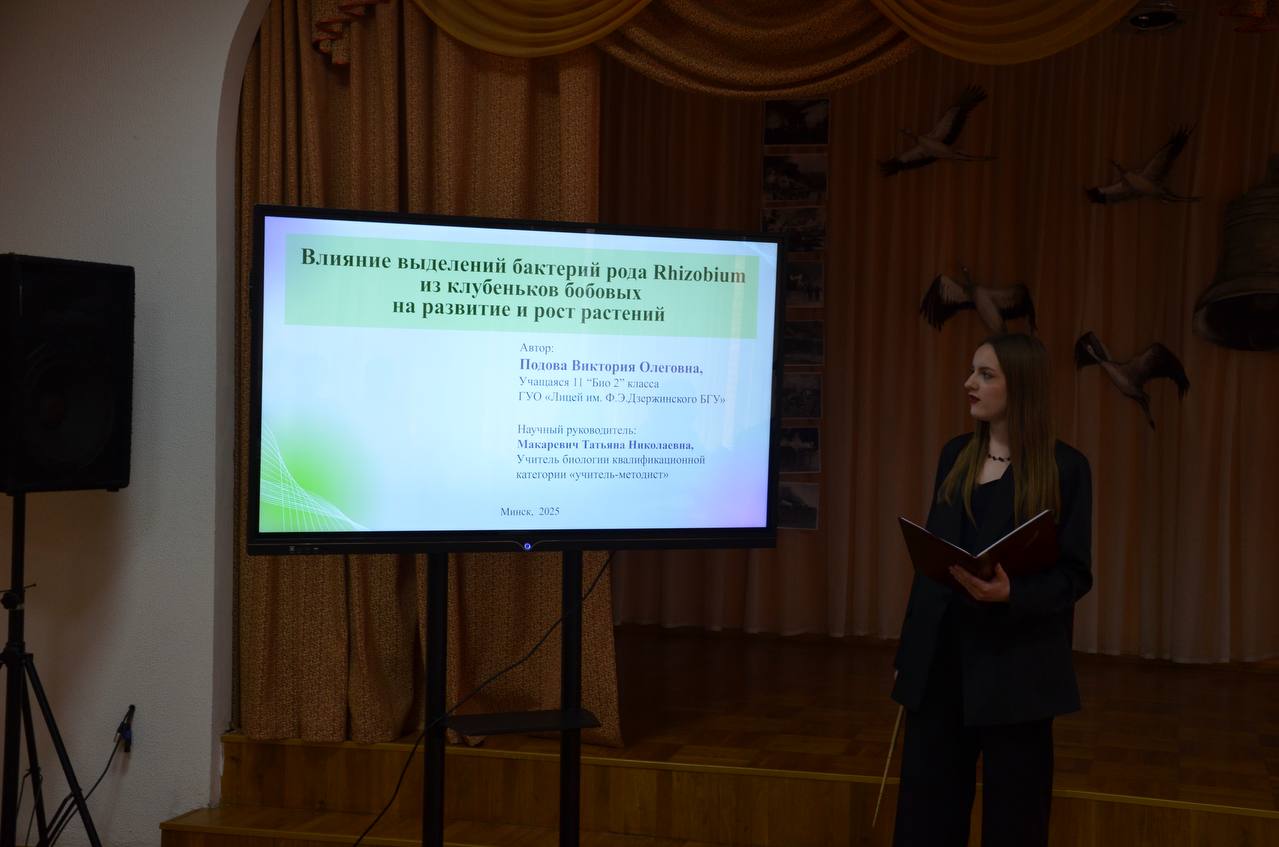 Влияние выделений бактерий рода Rhizobium
из клубеньков бобовых
на развитие и рост растений
Автор:
Подова Виктория Олеговна,
Учащаяся 11 “Био 2” класса
ГУО «Лицей им. Ф.Э.Дзержинского БГУ»
Научный руководитель:
Макаревич Татьяна Николаевна,
Учитель биологии квалификационной
категории «учитель-методист»
Минск, 2025